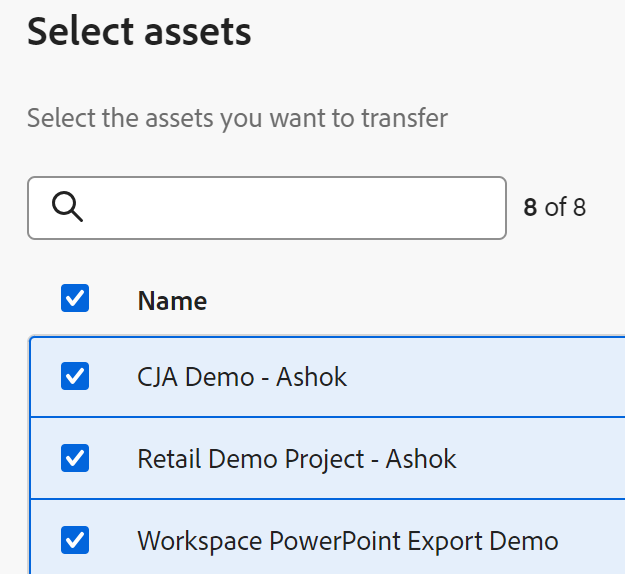 Select assets
Select the assets you want to transfer
8 of 8
Name
CJA Demo - Ashok
Retail Demo Project - Ashok
Workspace PowerPoint Export Demo